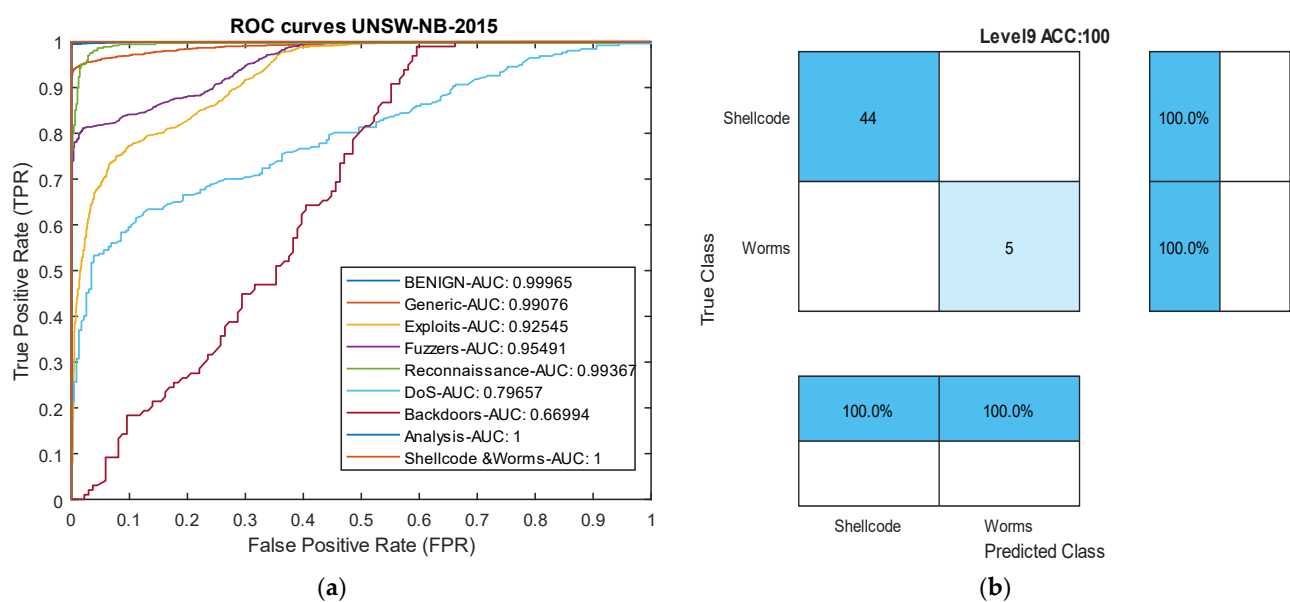 ROC curves UNSW-NB-2015
True Positive Rate (TPR)
1
0.9
0.8
0.7
0.6
0.5
0.4
0.3
0.2
0.1
0
BENIGN-AUC: 0.99965
Generic-AUC: 0.99076
Exploits-AUC: 0.92545
Fuzzers-AUC: 0.95491
Reconnaissance-AUC: 0.99367
DoS-AUC: 0.79657
Backdoors-AUC: 0.66994
Analysis-AUC: 1
Shellcode &Worms-AUC: 1
0 0.1 0.2 0.3 0.4 0.5 0.6 0.7 0.8 0.9 1
False Positive Rate (FPR)
(a)
Level9 ACC:100
True Class
Shellcode 44 100.0%
Worms 5 100.0%
100.0% 100.0%
Shellcode Worms
Predicted Class
(b)